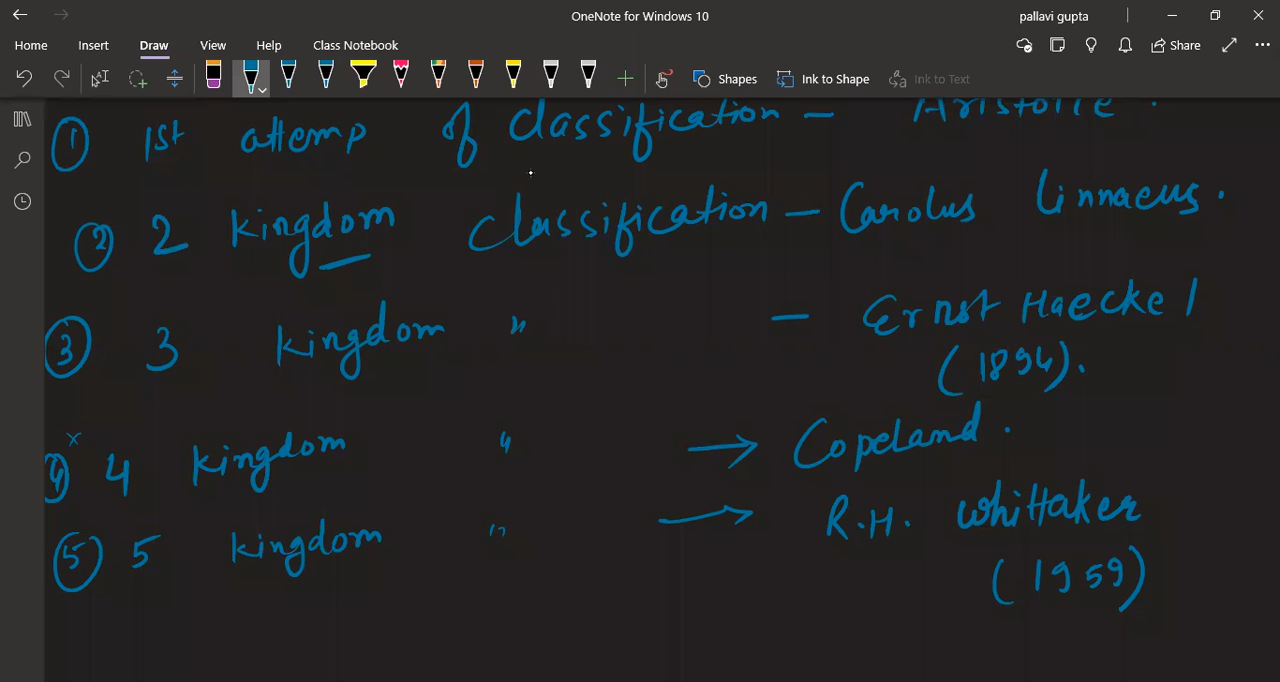 OneNote for Windows 10
pallavi gupta
Home Insert Draw View Help Class Notebook
Share
Shapes Ink to Shape Ink to Text
① 1st attemp of classification - Aristotle.
② 2 kingdom classification - Carolus linnaeus.
③ 3 kingdom " - Ernst Haeckel
(1894).
④ 4 kingdom " → Copeland.
⑤ 5 kingdom " → R.H. whittaker
(1959)